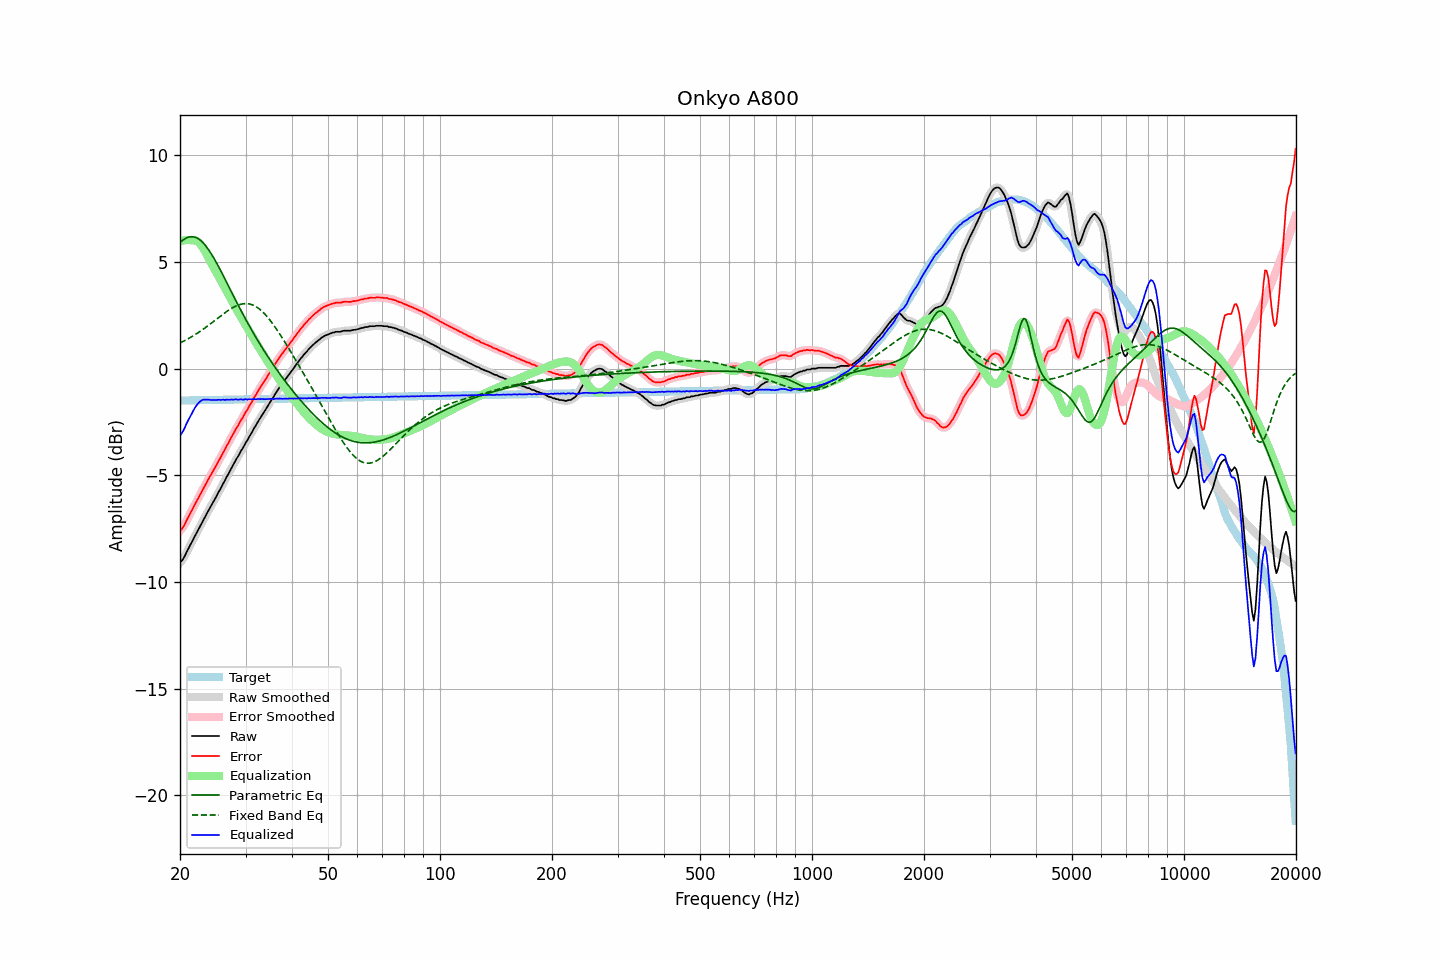 Onkyo A800
Amplitude (dBr)
10
5
0
−5
−10
−15
−20
Target
Raw Smoothed
Error Smoothed
Raw
Error
Equalization
Parametric Eq
Fixed Band Eq
Equalized
20
50
100
200
500
1000
2000
5000
10000
20000
Frequency (Hz)